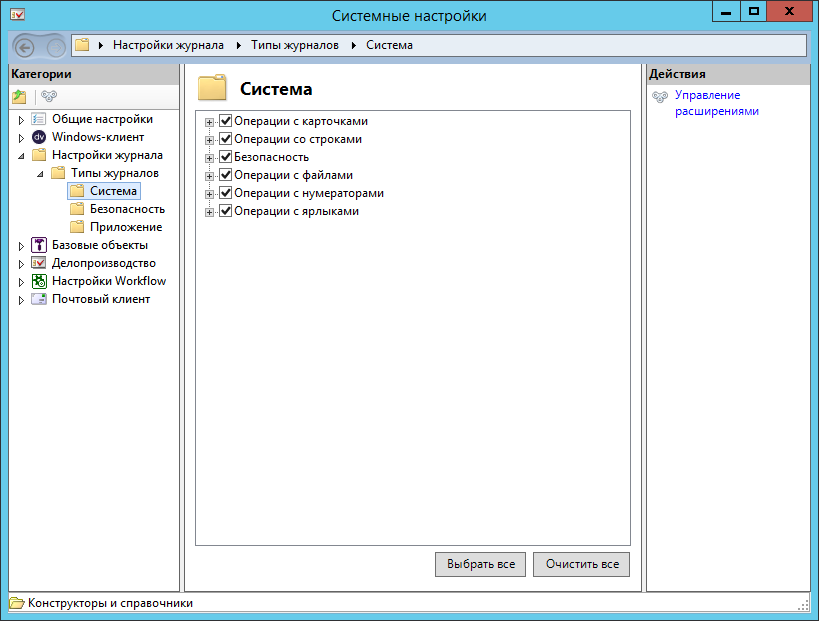 Системные настройки
Настройки журнала Типы журналов Система
Категории
Общие настройки
dv Windows-клиент
Настройки журнала
Типы журналов
Система
Безопасность
Приложение
Базовые объекты
Делопроизводство
Настройки Workflow
Почтовый клиент
Система
Операции с карточками
Операции со строками
Безопасность
Операции с файлами
Операции с нумераторами
Операции с ярлыками
Выбрать все Очистить все
Действия
Управление
расширениями
Конструкторы и справочники